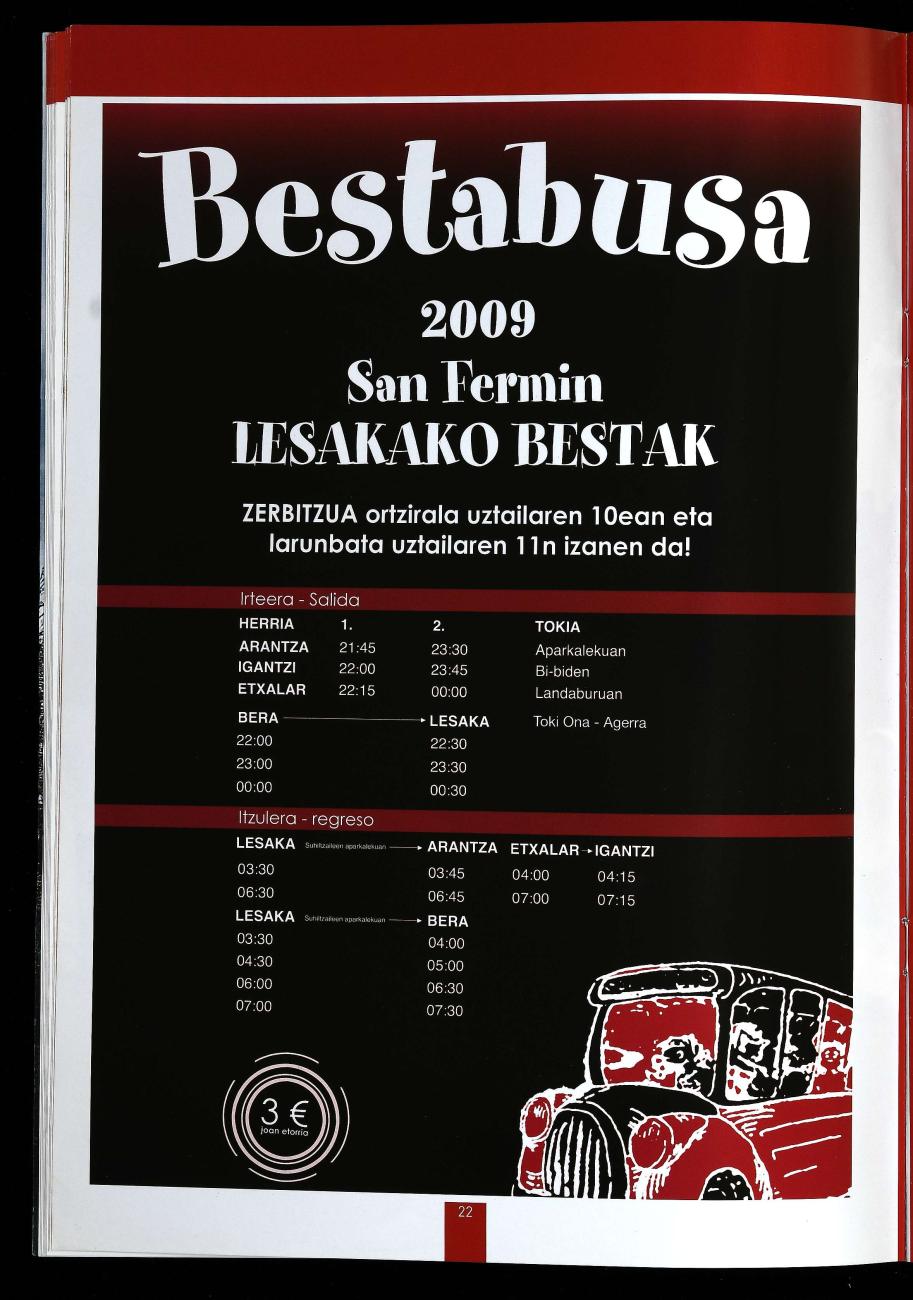 Bestabusa
2009
San Fermin
LESAKAKO BESTAK
ZERBITZUA ortzirala uztailaren 10ean eta
larunbata uztailaren 11n izanen da!
Irteera - Salida
HERRIA 1. 2. TOKIA
ARANTZA 21:45 23:30 Aparkalekuan
IGANTZI 22:00 23:45 Bi-biden
ETXALAR 22:15 00:00 Landaburuan
BERA → LESAKA Toki Ona - Agerra
22:00 22:30
23:00 23:30
00:00 00:30
Itzulera - regreso
LESAKA Suhiltzaileen aparkalekuan → ARANTZA ETXALAR → IGANTZI
03:30 03:45 04:00 04:15
06:30 06:45 07:00 07:15
LESAKA Suhiltzaileen aparkalekuan → BERA
03:30 04:00
04:30 05:00
06:00 06:30
07:00 07:30
3 €
joan etorria
22